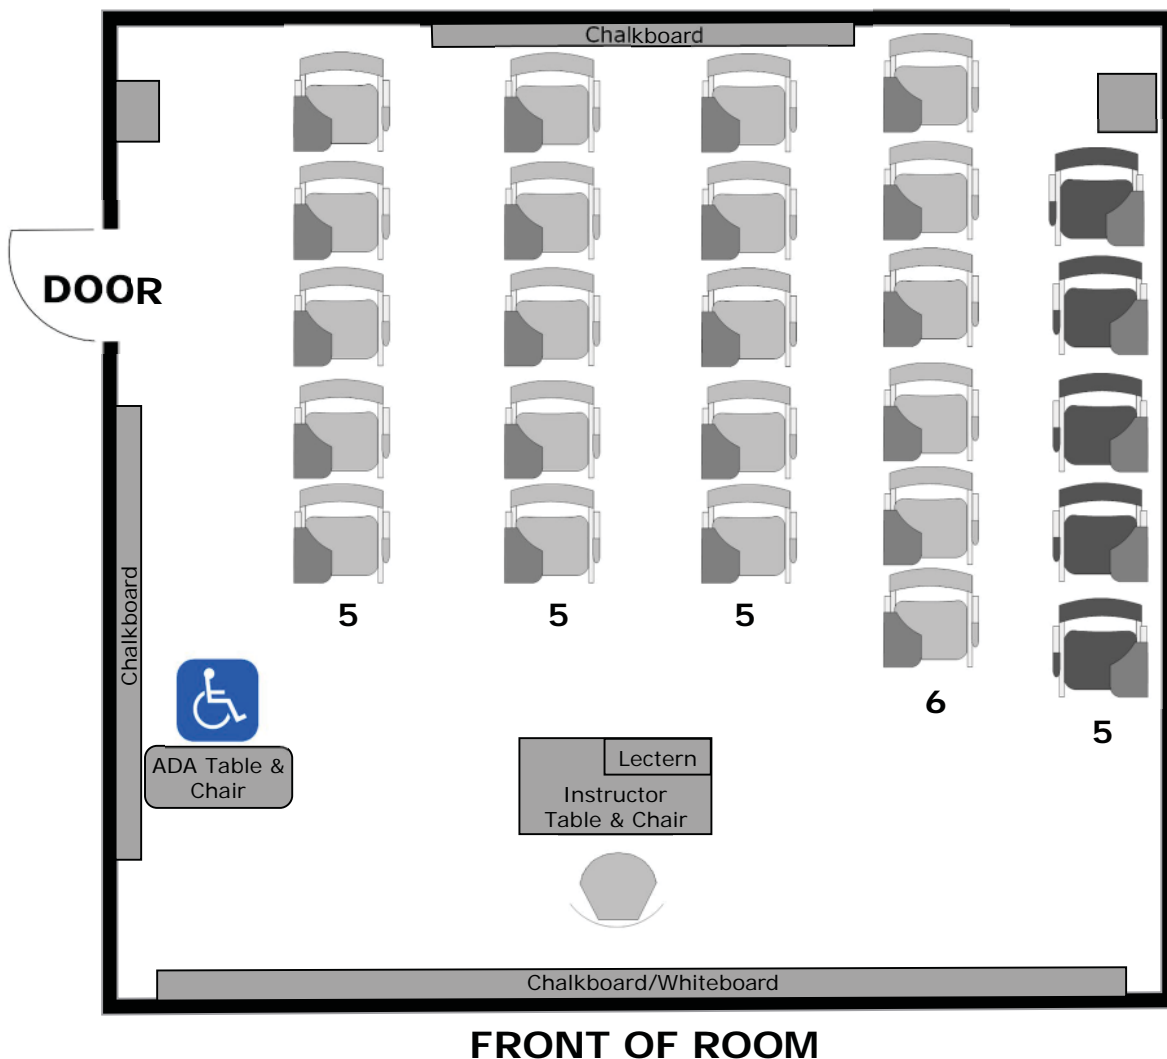 Chalkboard
DOOR
Chalkboard
5
5
5
6
5
ADA Table &
Chair
Lectern
Instructor
Table & Chair
Chalkboard/Whiteboard
FRONT OF ROOM